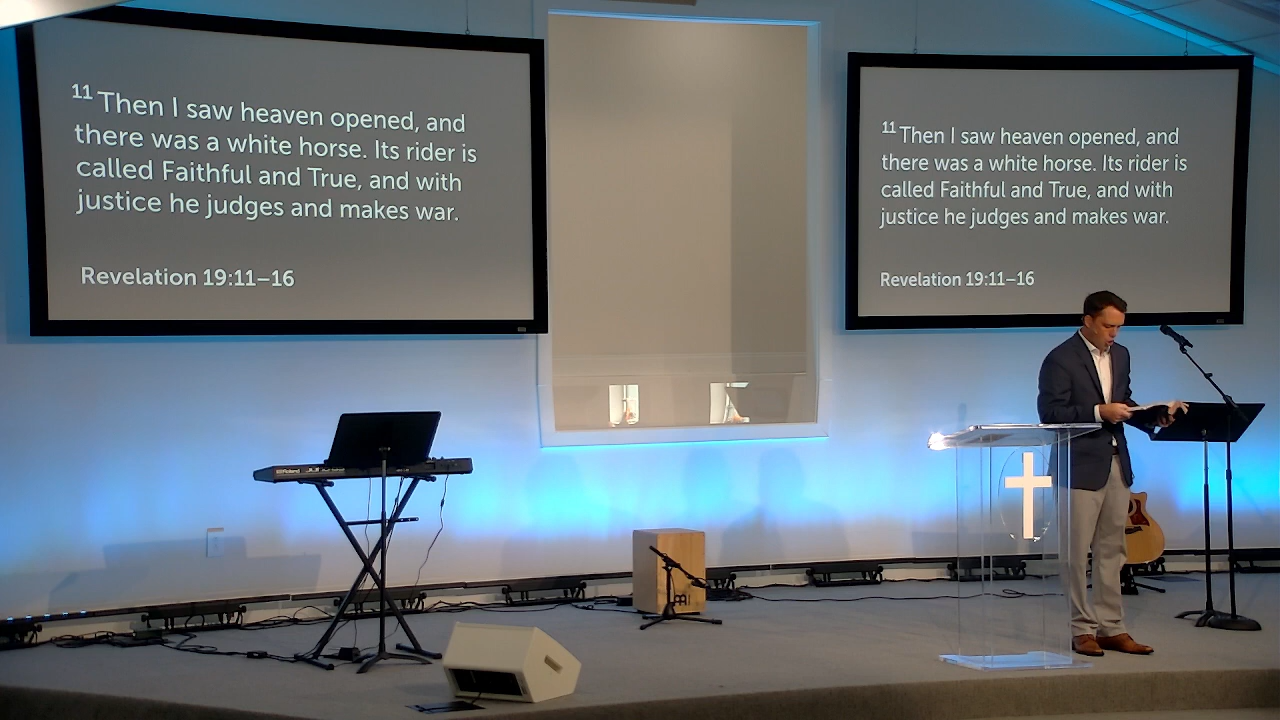 ¹¹ Then I saw heaven opened, and
there was a white horse. Its rider is
called Faithful and True, and with
justice he judges and makes war.
Revelation 19:11–16
¹¹ Then I saw heaven opened, and
there was a white horse. Its rider is
called Faithful and True, and with
justice he judges and makes war.
Revelation 19:11–16
Roland